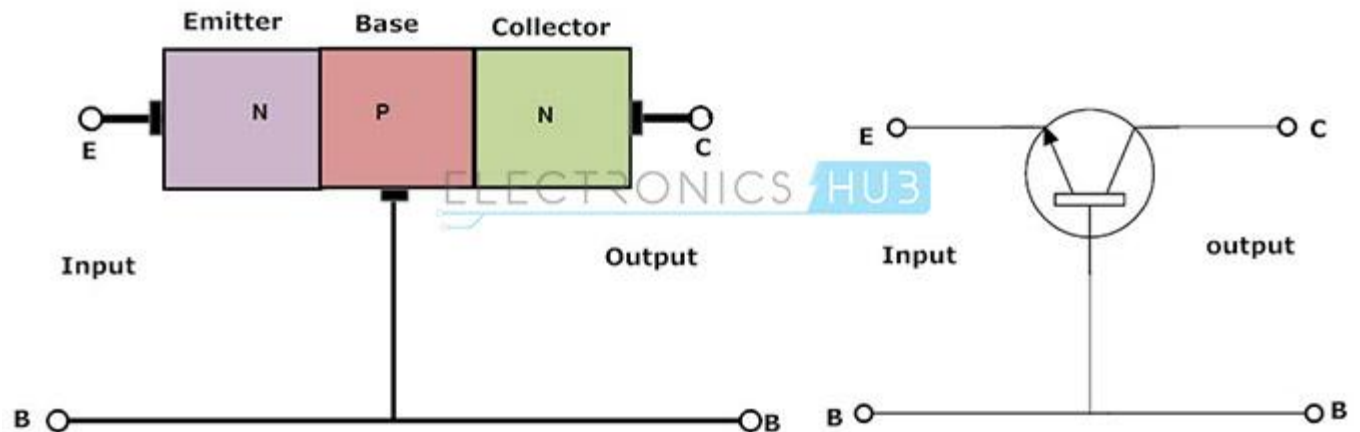 Emitter Base Collector
N P N
E C
E C
ELECTRONICS HUB
Input Output
Input output
B B
B B